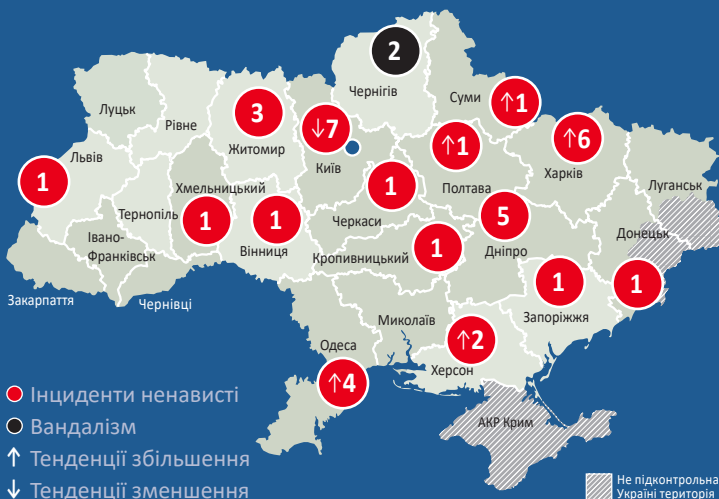 2
Чернігів
Суми
↑1
Луцьк
Рівне
3
Житомир
↓7
Київ
↑1
Полтава
↑6
Харків
Луганськ
Львів
1
Хмельницький
1
Тернопіль
1
Вінниця
1
Черкаси
5
Дніпро
Донецьк
1
Івано-
Франківськ
Кропивницький
1
1
Запоріжжя
Закарпаття
Чернівці
Миколаїв
↑2
Херсон
Одеса
↑4
АКР Крим
Інциденти ненависті
Вандалізм
↑ Тенденції збільшення
↓ Тенденції зменшення
Не підконтрольна
Україні територія